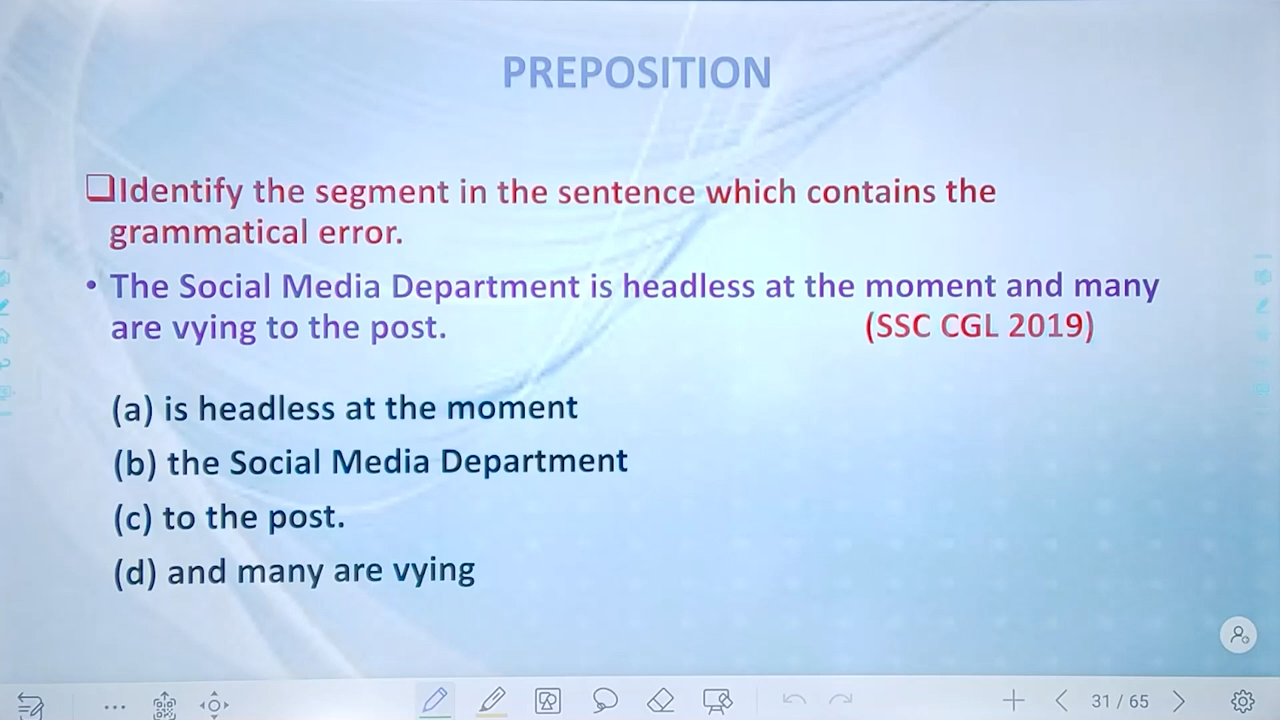 PREPOSITION
❑Identify the segment in the sentence which contains the
grammatical error.
• The Social Media Department is headless at the moment and many
are vying to the post. (SSC CGL 2019)
(a) is headless at the moment
(b) the Social Media Department
(c) to the post.
(d) and many are vying
31 / 65